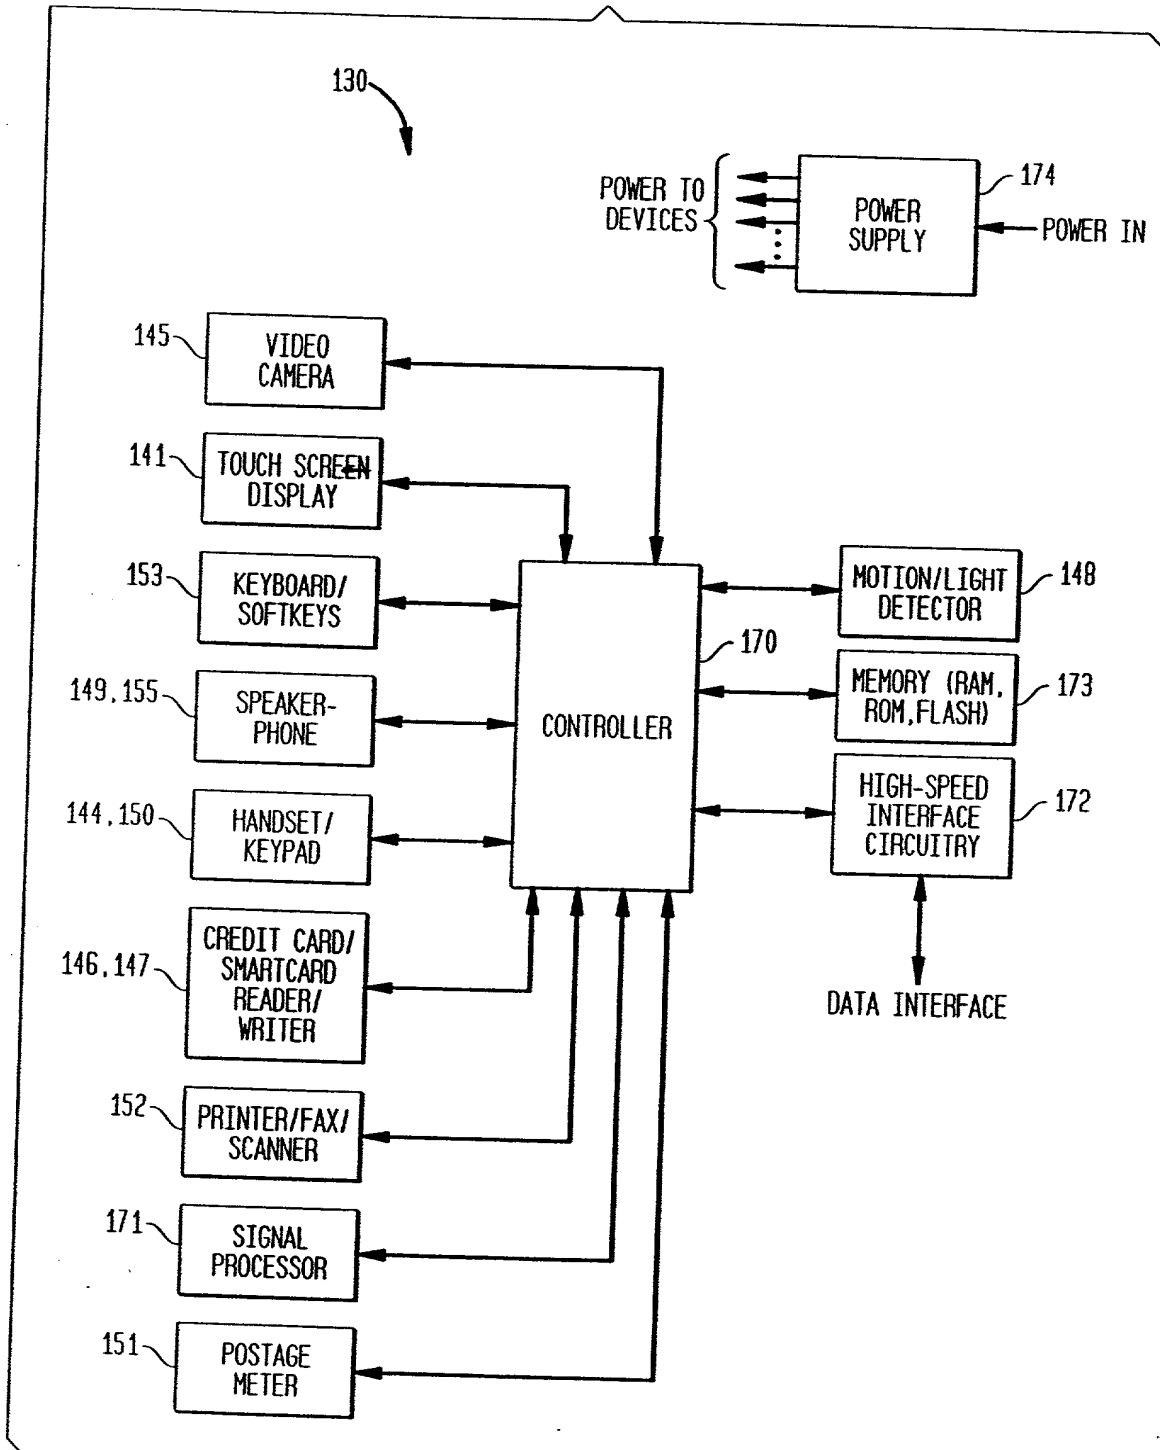 130
POWER TO
DEVICES
POWER
SUPPLY
174
POWER IN
145
VIDEO
CAMERA
141
TOUCH SCREEN
DISPLAY
153
KEYBOARD/
SOFTKEYS
149,155
SPEAKER-
PHONE
144,150
HANDSET/
KEYPAD
146,147
CREDIT CARD/
SMARTCARD
READER/
WRITER
152
PRINTER/FAX/
SCANNER
171
SIGNAL
PROCESSOR
151
POSTAGE
METER
CONTROLLER
170
MOTION/LIGHT
DETECTOR
148
MEMORY (RAM,
ROM,FLASH)
173
HIGH-SPEED
INTERFACE
CIRCUITRY
172
DATA INTERFACE